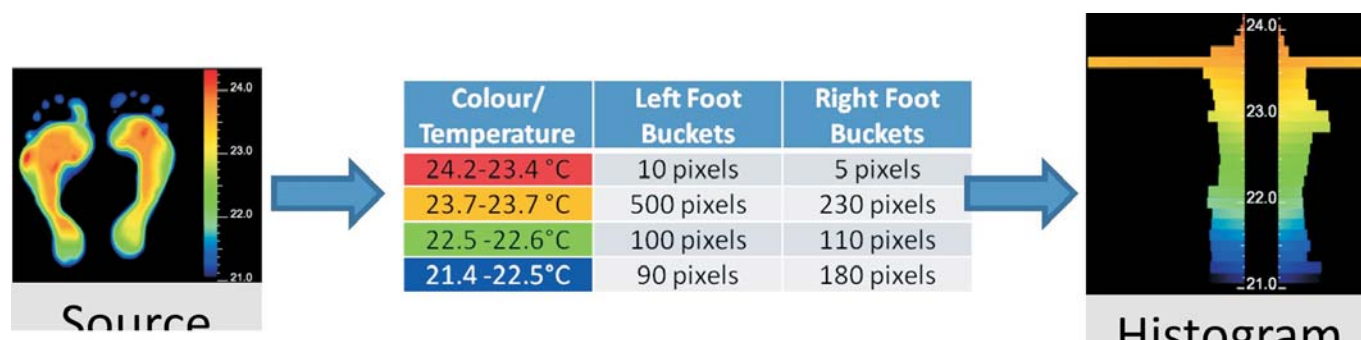 24.0
23.0
22.0
21.0
Source
Colour/ Left Foot Right Foot
Temperature Buckets Buckets
24.2-23.4 °C 10 pixels 5 pixels
23.7-23.7 °C 500 pixels 230 pixels
22.5 -22.6°C 100 pixels 110 pixels
21.4 -22.5°C 90 pixels 180 pixels
24.0
23.0
22.0
21.0
Histogram